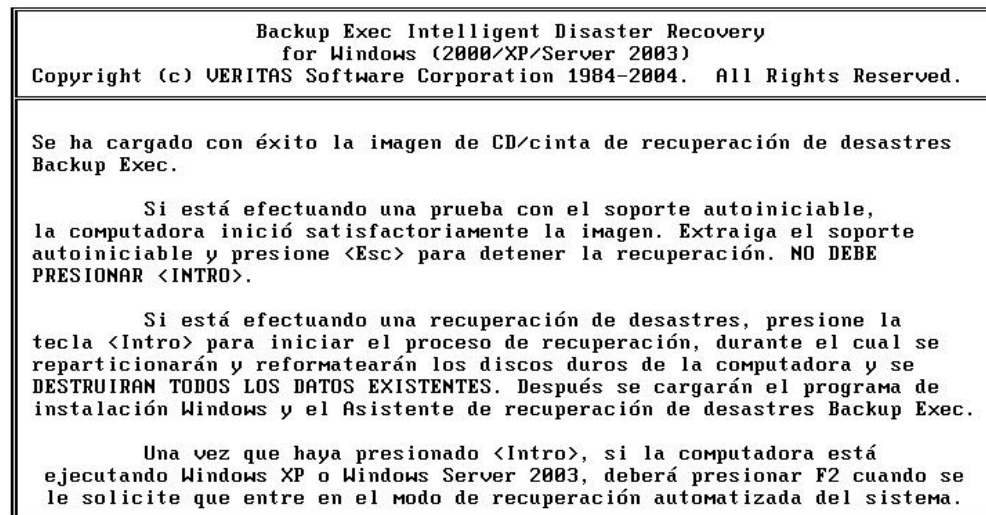 Backup Exec Intelligent Disaster Recovery
for Windows (2000/XP/Server 2003)
Copyright (c) VERITAS Software Corporation 1984-2004.  All Rights Reserved.
Se ha cargado con éxito la imagen de CD/cinta de recuperación de desastres
Backup Exec.
Si está efectuando una prueba con el soporte autoiniciable,
la computadora inició satisfactoriamente la imagen. Extraiga el soporte
autoiniciable y presione <Esc> para detener la recuperación. NO DEBE
PRESIONAR <INTRO>.
Si está efectuando una recuperación de desastres, presione la
tecla <Intro> para iniciar el proceso de recuperación, durante el cual se
reparticionarán y reformatearán los discos duros de la computadora y se
DESTRUIRAN TODOS LOS DATOS EXISTENTES. Después se cargarán el programa de
instalación Windows y el Asistente de recuperación de desastres Backup Exec.
Una vez que haya presionado <Intro>, si la computadora está
ejecutando Windows XP o Windows Server 2003, deberá presionar F2 cuando se
le solicite que entre en el modo de recuperación automatizada del sistema.